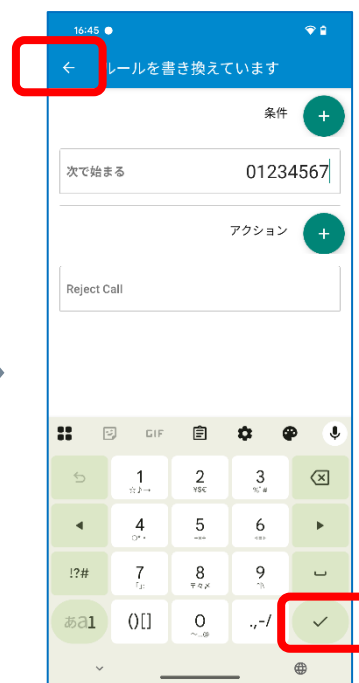 16:45
ルールを書き換えています
条件
次で始まる 01234567
アクション
Reject Call
GIF
1 2 3
☆♪→ ¥$€ %°#
4 5 6
7 8 9
!?#
あa1 ()[] 0 .,-/